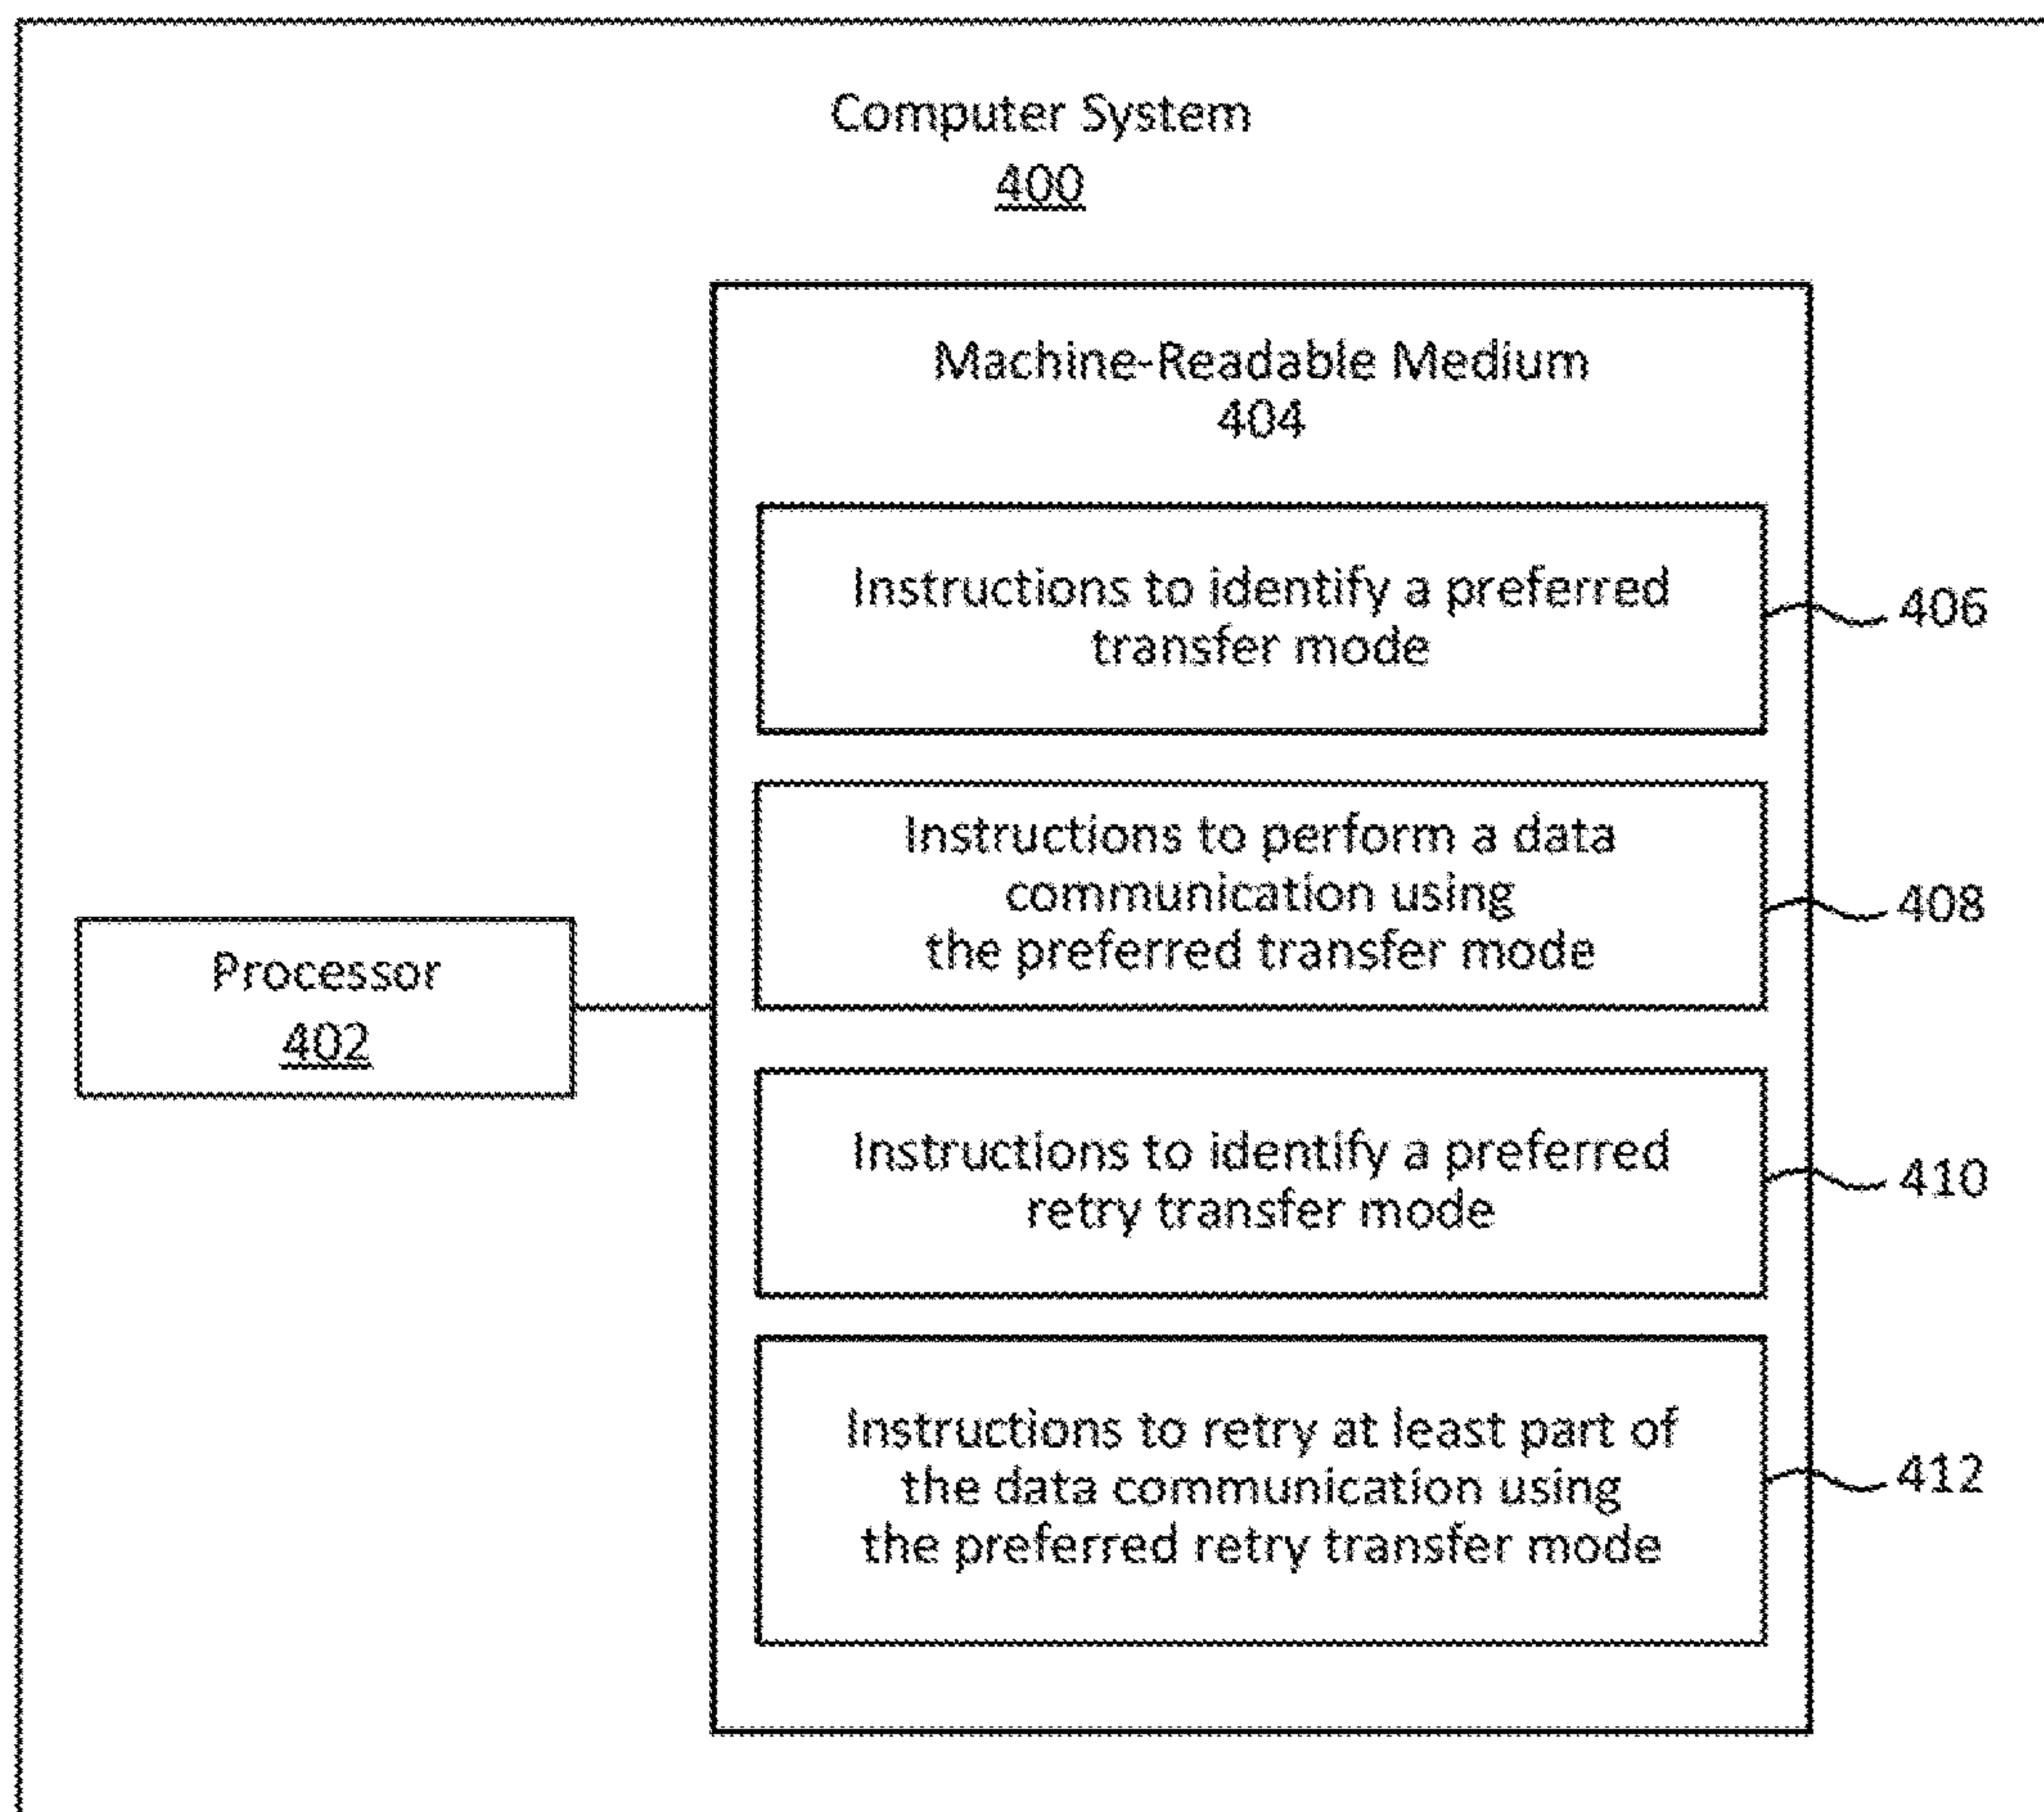 Computer System
400
Machine-Readable Medium
404
Instructions to identify a preferred
transfer mode
406
Instructions to perform a data
communication using
the preferred transfer mode
408
Processor
402
Instructions to identify a preferred
retry transfer mode
410
Instructions to retry at least part of
the data communication using
the preferred retry transfer mode
412